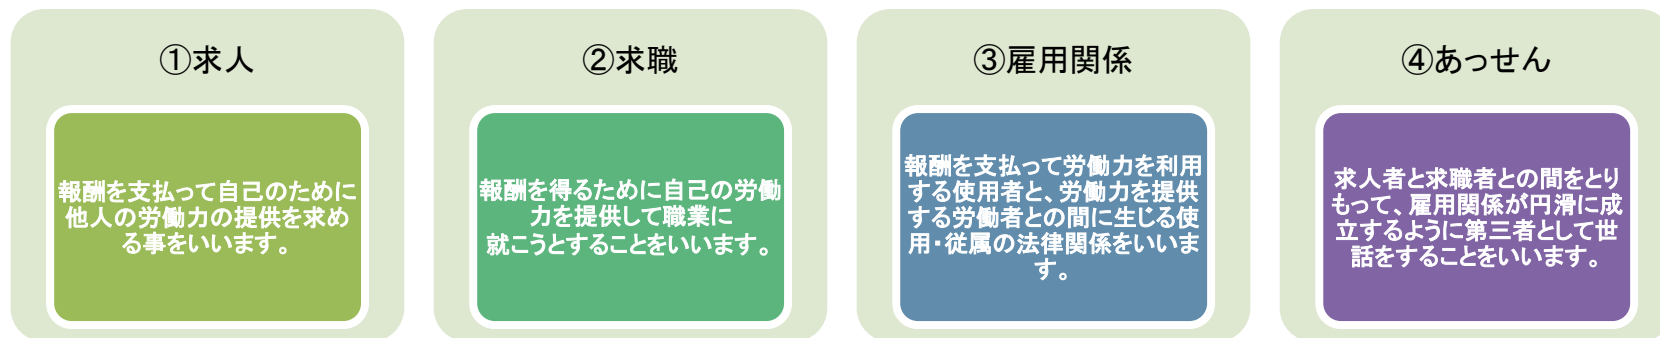 ①求人
報酬を支払って自己のために
他人の労働力の提供を求め
る事をいいます。
②求職
報酬を得るために自己の労働
力を提供して職業に
就こうとすることをいいます。
③雇用関係
報酬を支払って労働力を利用
する使用者と、労働力を提供
する労働者との間に生じる使
用・従属の法律関係をいいま
す。
④あっせん
求人者と求職者との間をとり
もって、雇用関係が円滑に成
立するように第三者として世
話をすることをいいます。